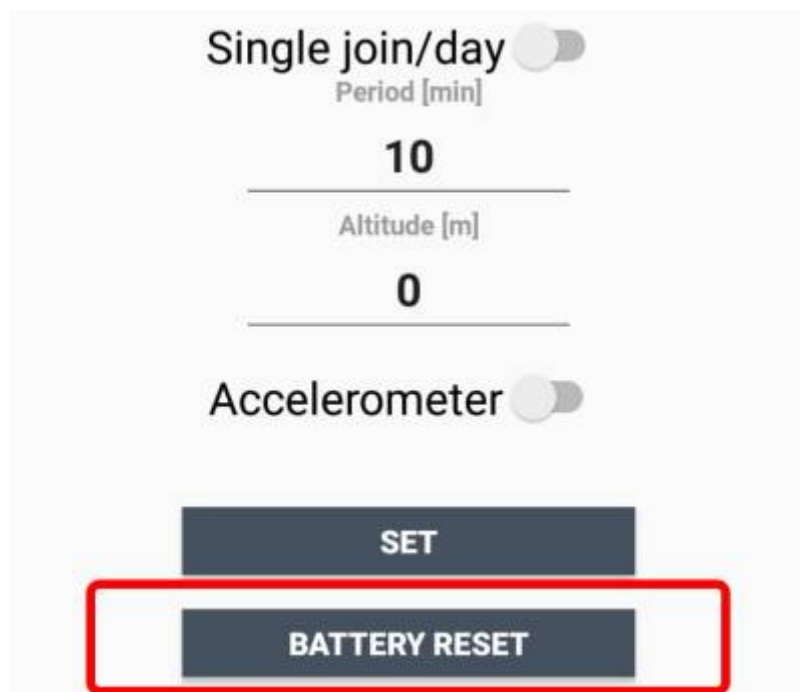 Single join/day
Period [min]
10
Altitude [m]
0
Accelerometer
SET
BATTERY RESET